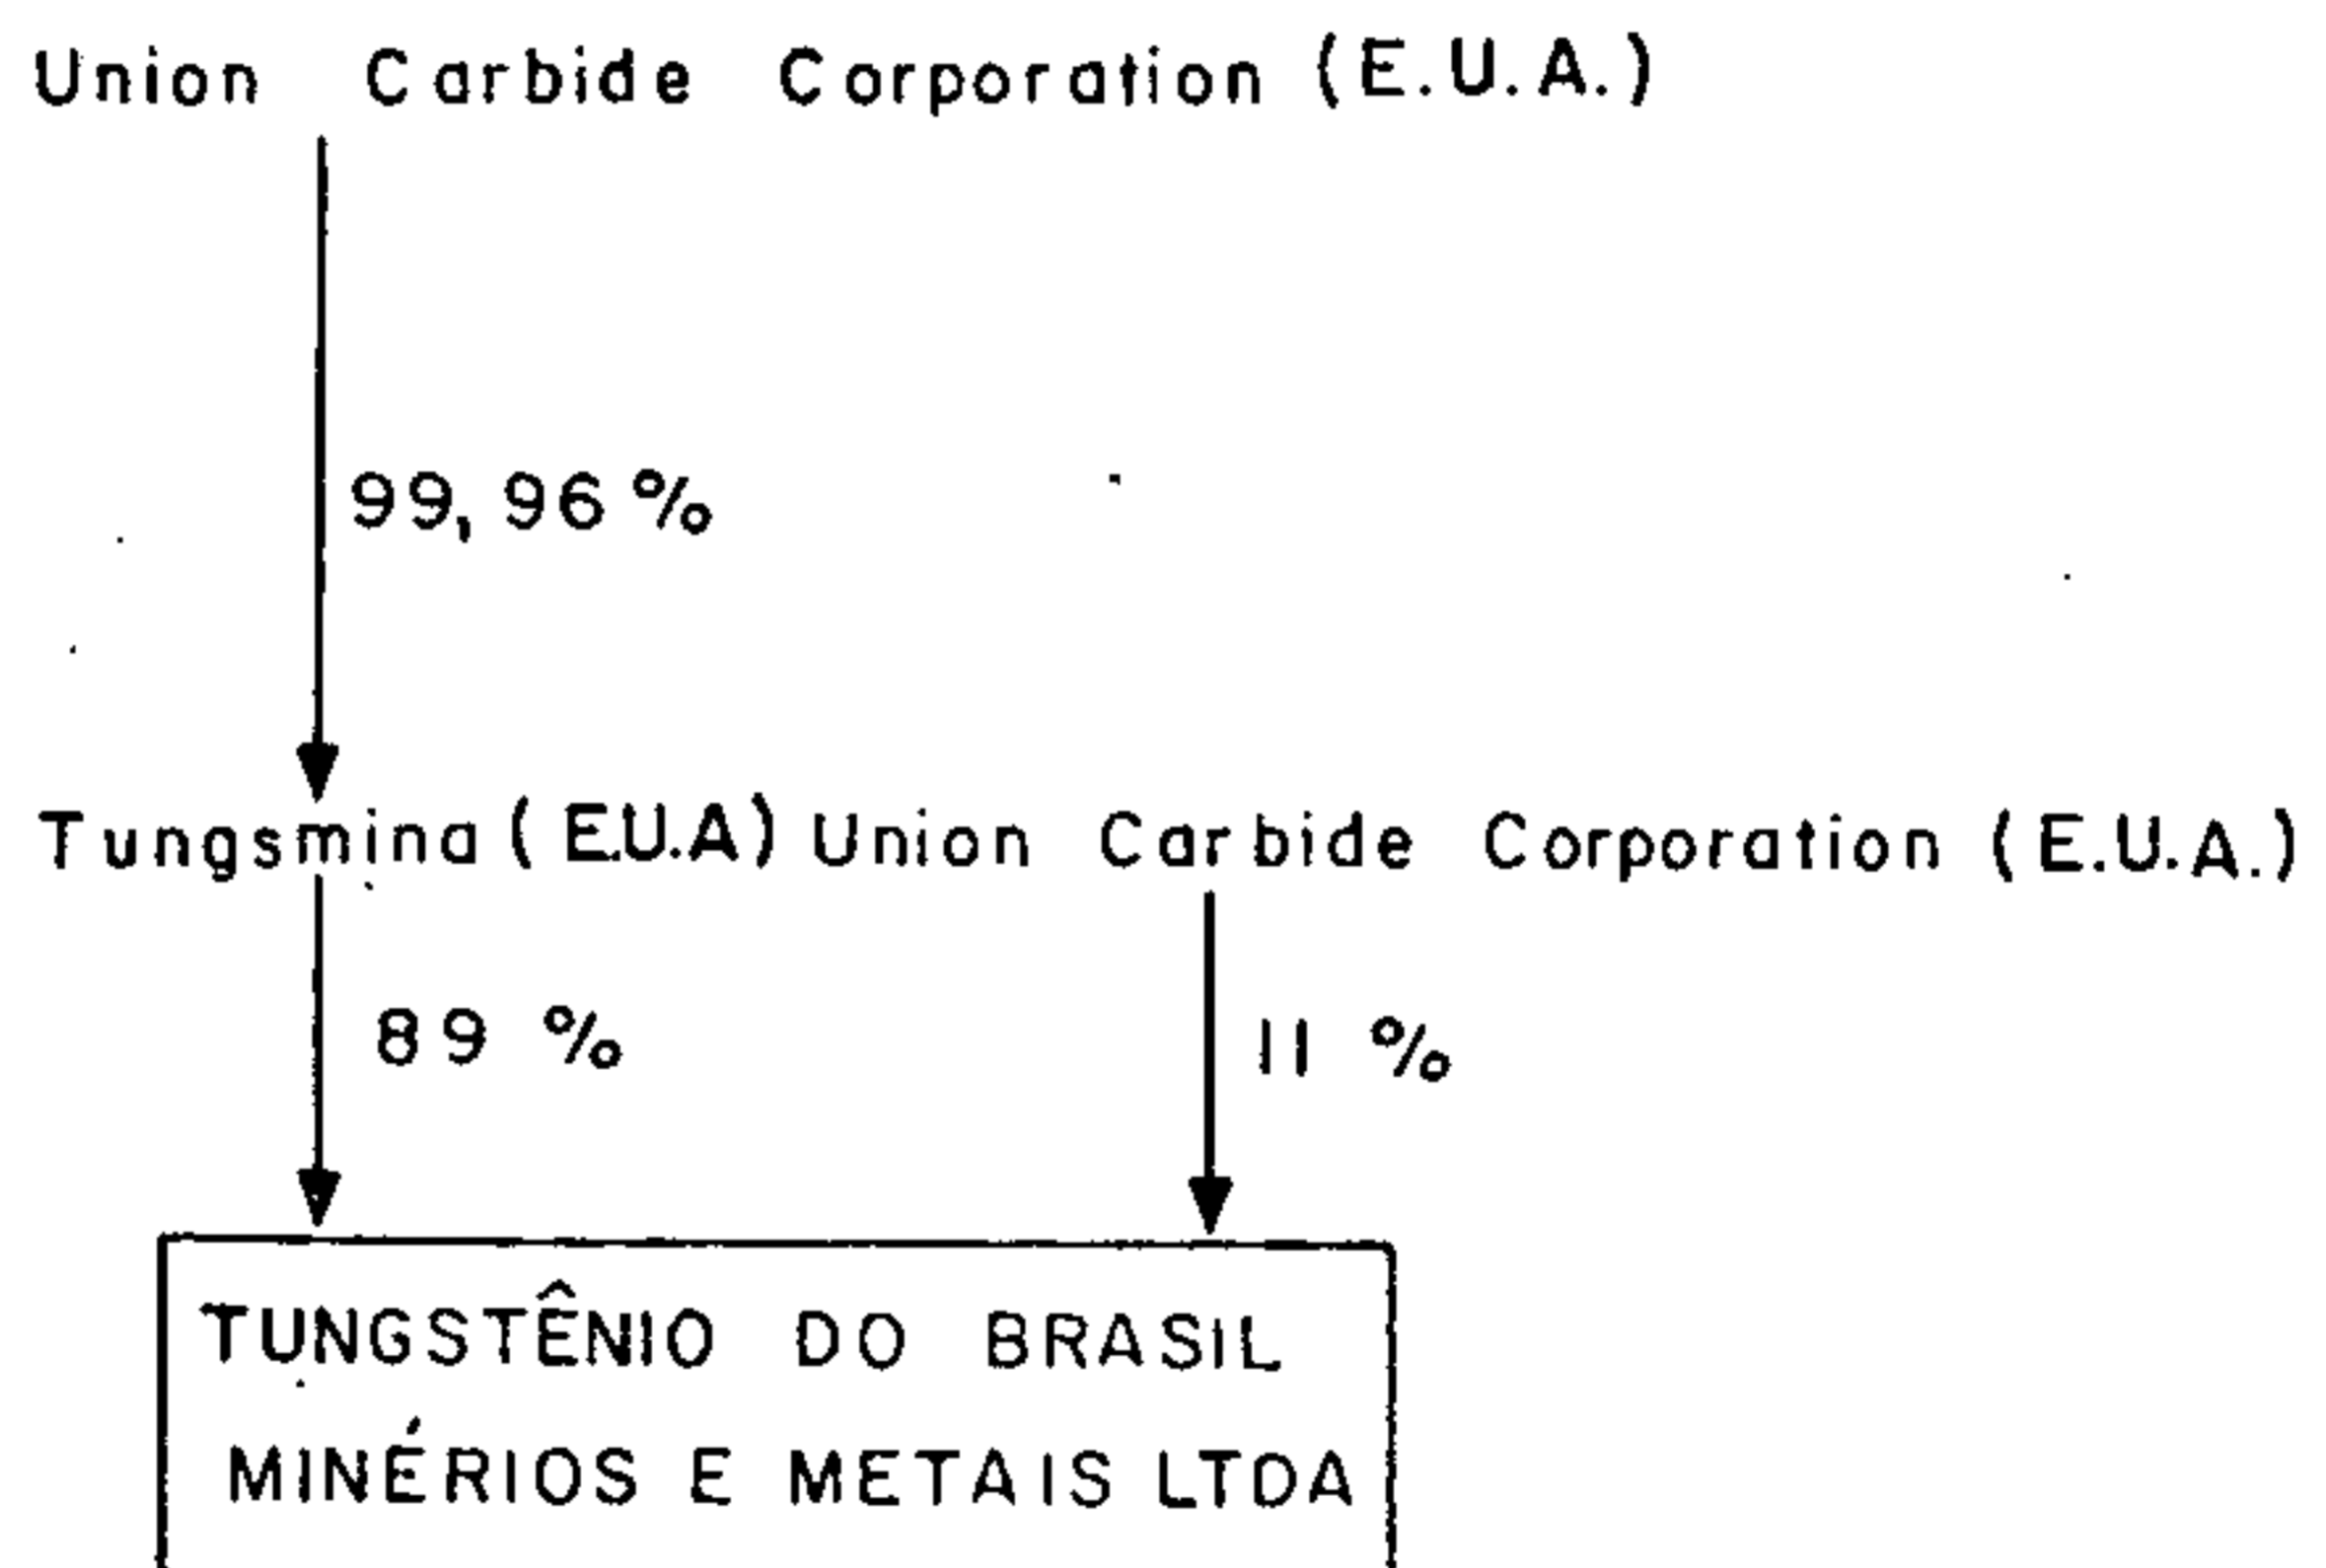 Union Carbide Corporation (E.U.A.)
99,96 %
Tungsmina (E.U.A) Union Carbide Corporation (E.U.A.)
89 % 11 %
TUNGSTÊNIO DO BRASIL
MINÉRIOS E METAIS LTDA